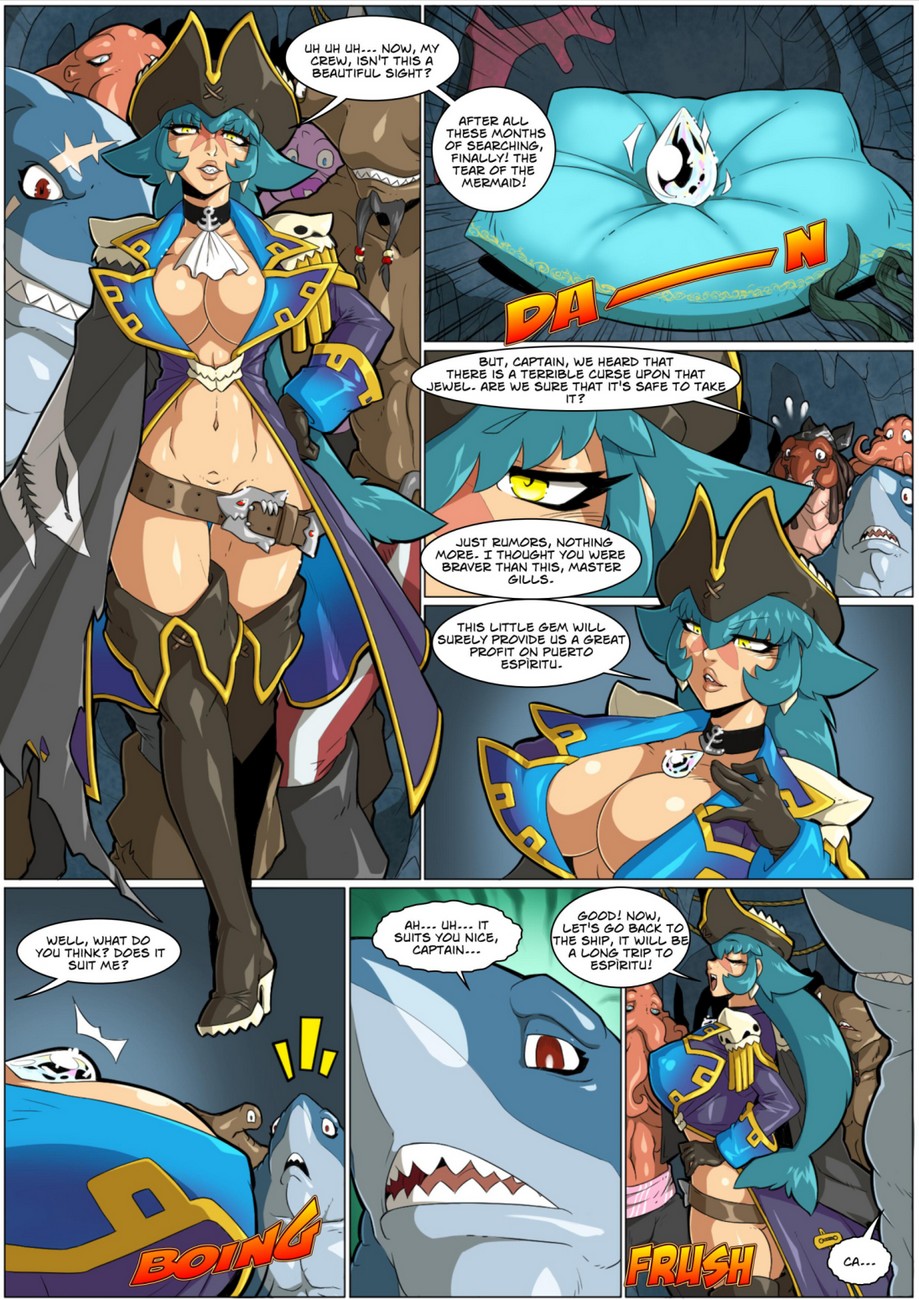 UH UH UH--- NOW, MY
CREW, ISN'T THIS A
BEAUTIFUL SIGHT?
AFTER ALL
THESE MONTHS
OF SEARCHING,
FINALLY! THE
TEAR OF THE
MERMAID!
DA——N
BUT, CAPTAIN, WE HEARD THAT
THERE IS A TERRIBLE CURSE UPON THAT
JEWEL. ARE WE SURE THAT IT'S SAFE TO TAKE
IT?
JUST RUMORS, NOTHING
MORE. I THOUGHT YOU WERE
BRAVER THAN THIS, MASTER
GILLS.
THIS LITTLE GEM WILL
SURELY PROVIDE US A GREAT
PROFIT ON PUERTO
ESPÌRITU.
WELL, WHAT DO
YOU THINK? DOES IT
SUIT ME?
BOING
AH--- UH--- IT
SUITS YOU NICE,
CAPTAIN---
GOOD! NOW,
LET'S GO BACK TO
THE SHIP, IT WILL BE
A LONG TRIP TO
ESPÌRITU!
FRUSH
CA---